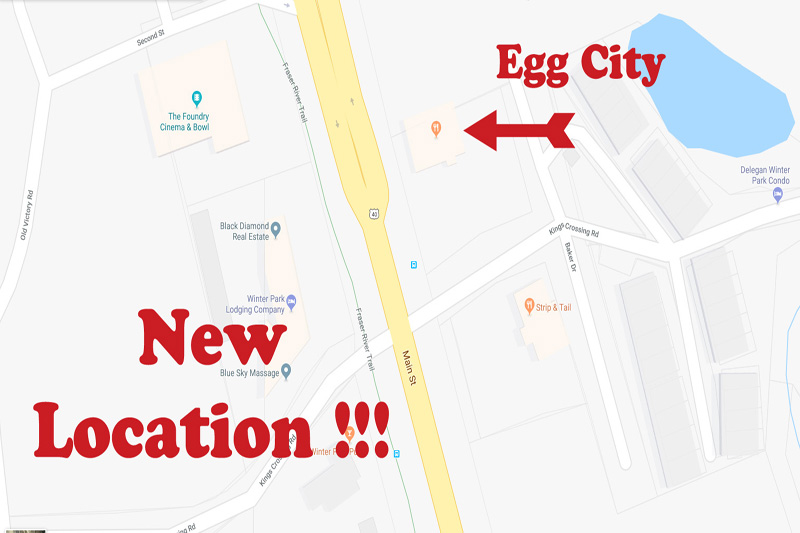 Second St
Egg City
Fraser River Trail
The Foundry
Cinema & Bowl
Delegan Winter
Park Condo
Old Victory Rd
40
Black Diamond
Real Estate
Kings Crossing Rd
Baker Dr
Winter Park
Lodging Company
Strip & Tail
New
Fraser River Trail
Main St
Blue Sky Massage
Location !!!
Kings Crossing Rd
Winter P
ing Rd